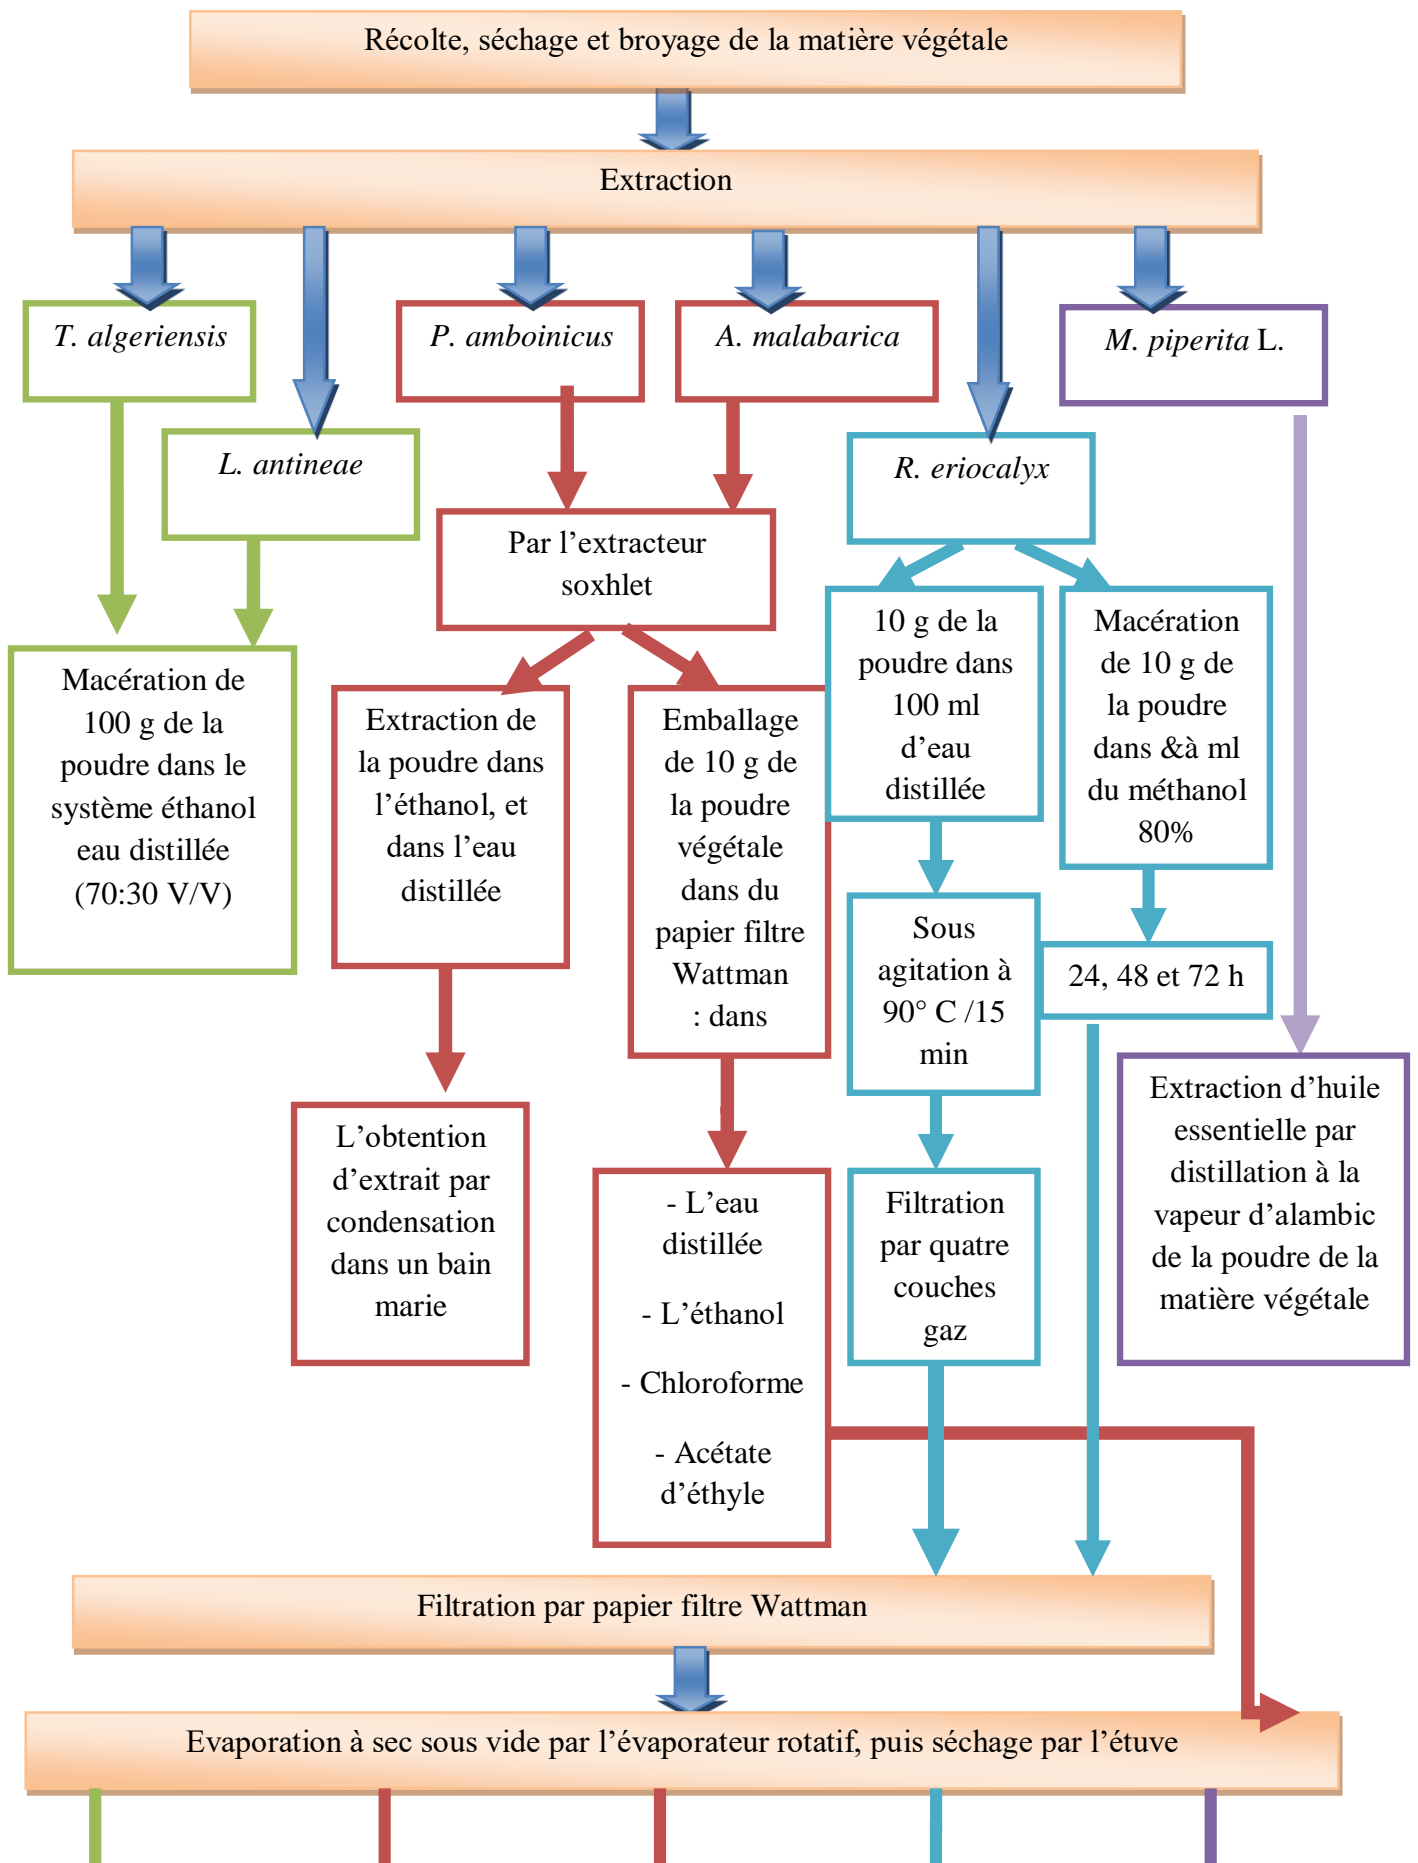 Récolte, séchage et broyage de la matière végétale
Extraction
T. algeriensis
P. amboinicus
A. malabarica
M. piperita L.
L. antineae
R. eriocalyx
Par l’extracteur
soxhlet
Macération de
100 g de la
poudre dans le
système éthanol
eau distillée
(70:30 V/V)
Extraction de
la poudre dans
l’éthanol, et
dans l’eau
distillée
Emballage
de 10 g de
la poudre
végétale
dans du
papier filtre
Wattman
: dans
10 g de la
poudre dans
100 ml
d’eau
distillée
Macération
de 10 g de
la poudre
dans &à ml
du méthanol
80%
Sous
agitation à
90° C /15
min
24, 48 et 72 h
L’obtention
d’extrait par
condensation
dans un bain
marie
- L’eau
distillée
- L’éthanol
- Chloroforme
- Acétate
d’éthyle
Filtration
par quatre
couches
gaz
Extraction d’huile
essentielle par
distillation à la
vapeur d’alambic
de la poudre de la
matière végétale
Filtration par papier filtre Wattman
Evaporation à sec sous vide par l’évaporateur rotatif, puis séchage par l’étuve